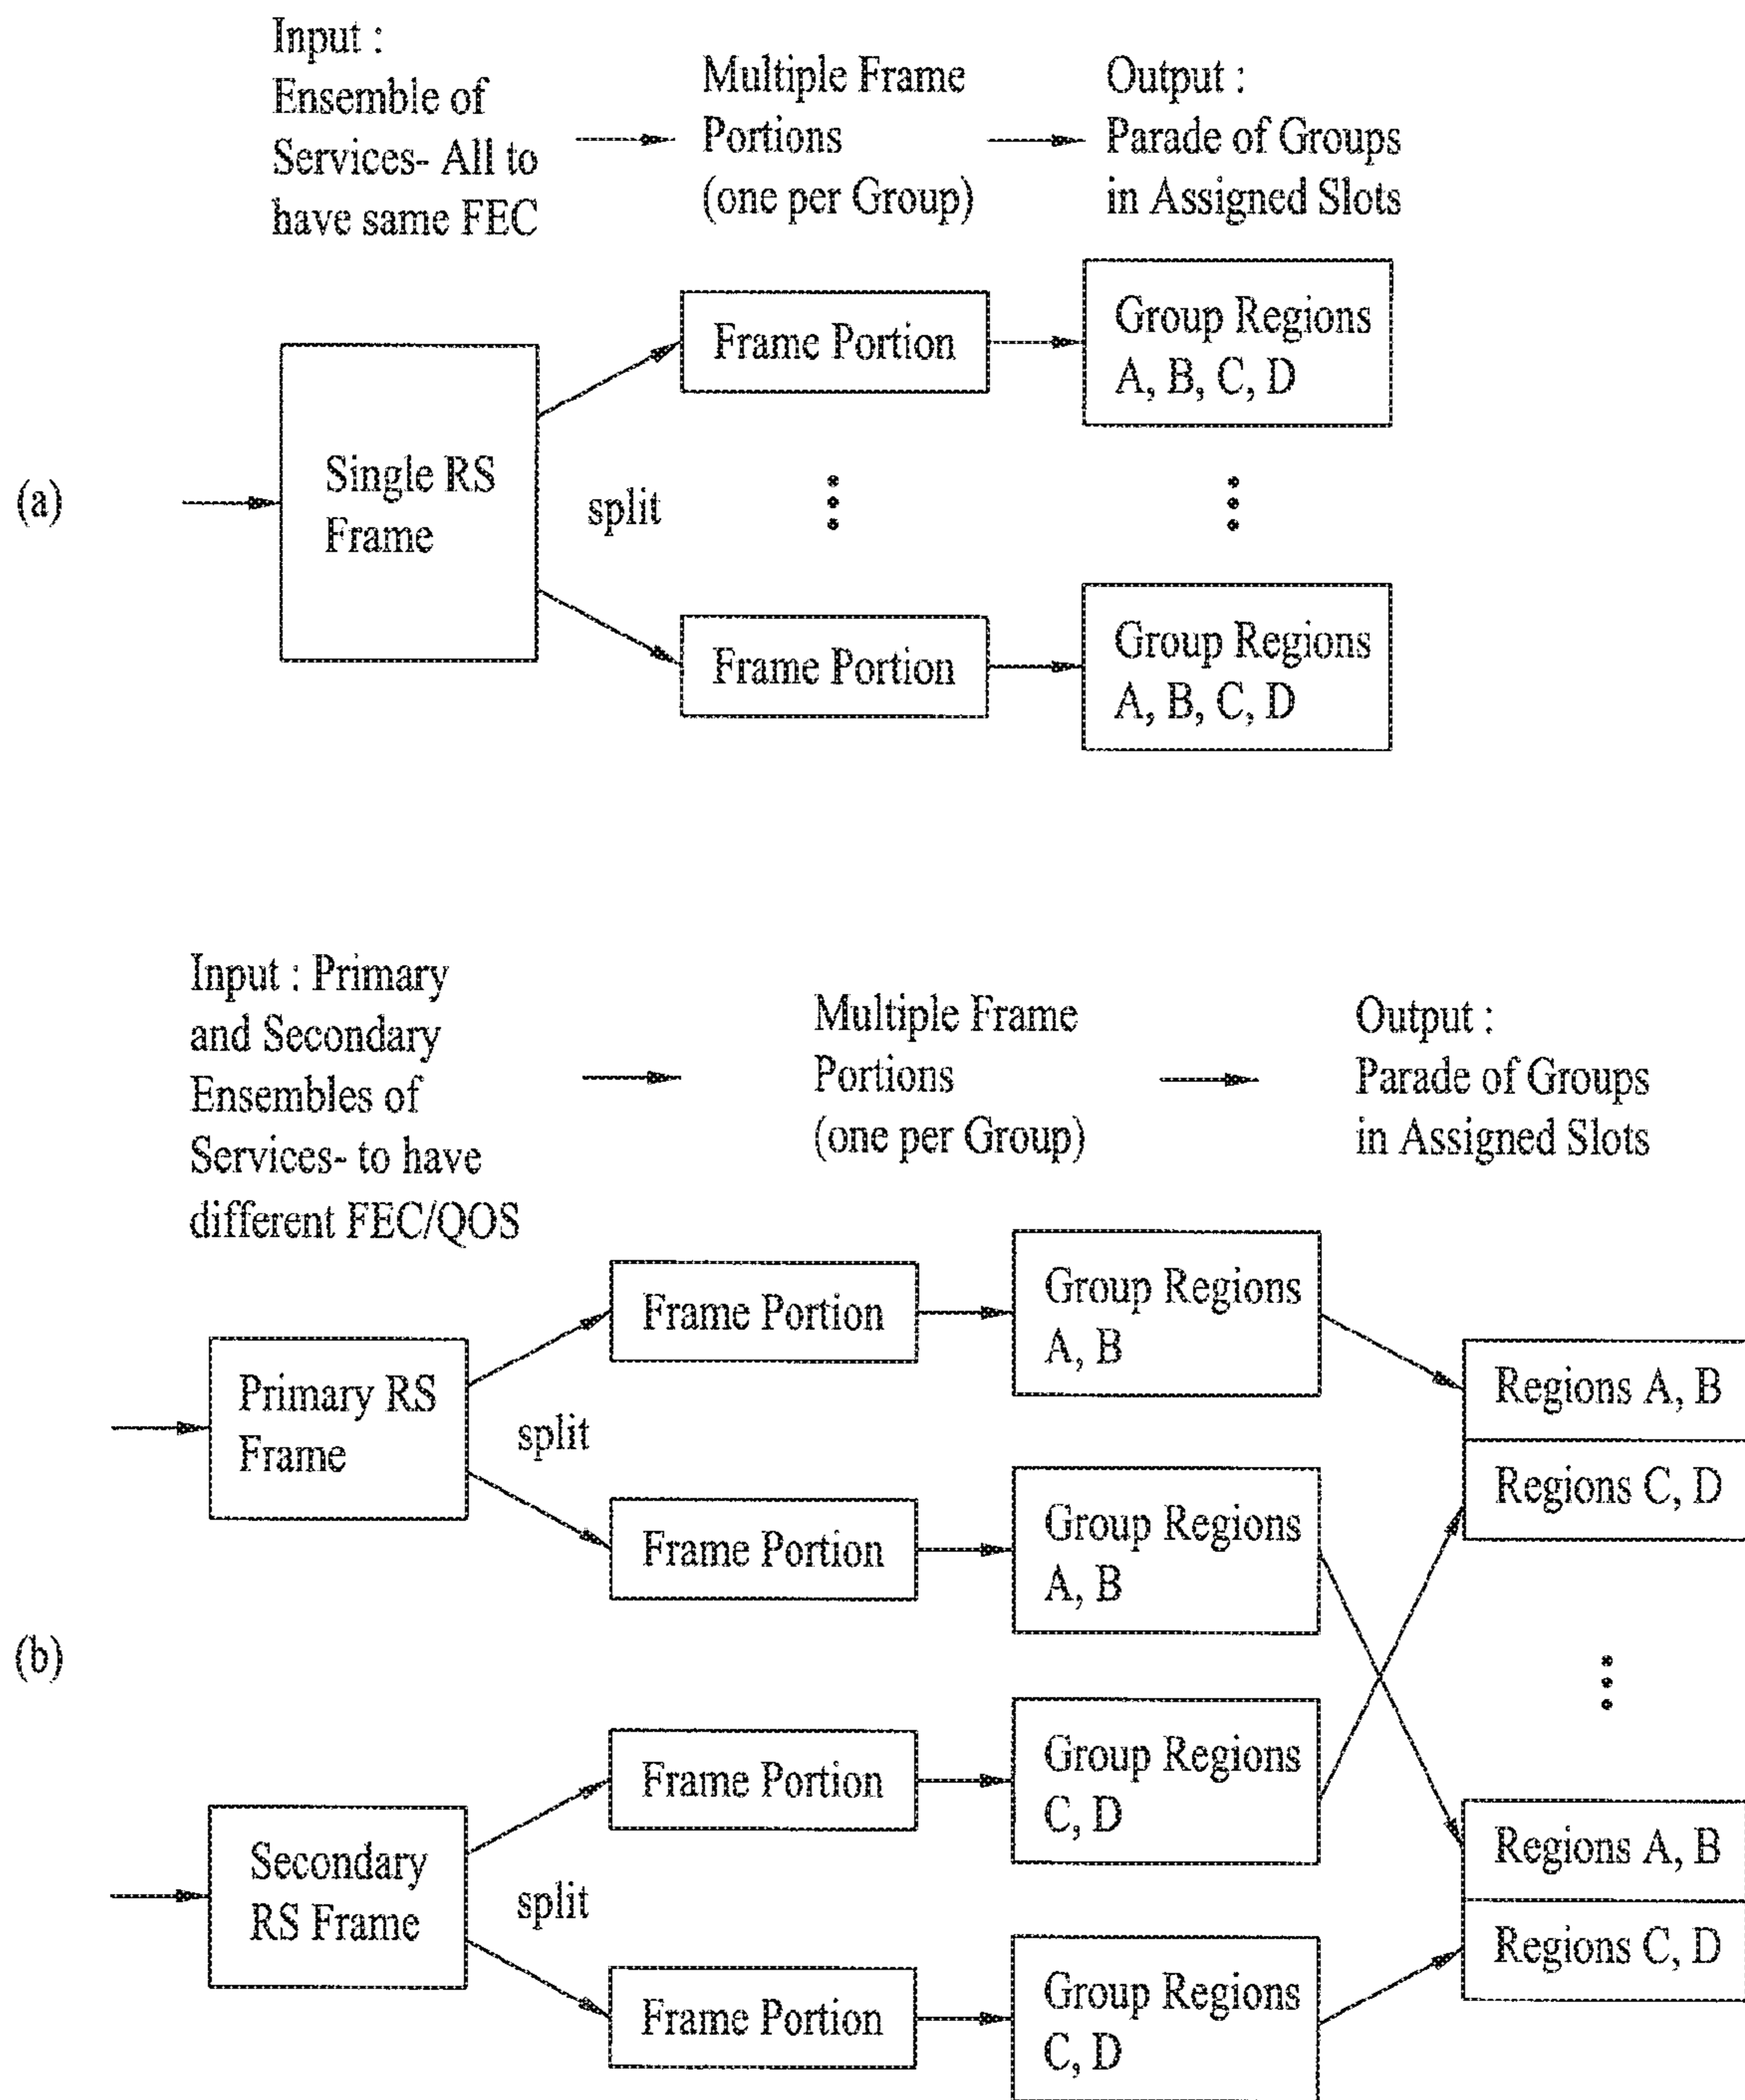 Input :
Ensemble of
Services- All to
have same FEC
Multiple Frame
Portions
(one per Group)
Output :
Parade of Groups
in Assigned Slots
(a)
Single RS
Frame
split
Frame Portion
Group Regions
A, B, C, D
Frame Portion
Group Regions
A, B, C, D
Input : Primary
and Secondary
Ensembles of
Services- to have
different FEC/QOS
Multiple Frame
Portions
(one per Group)
Output :
Parade of Groups
in Assigned Slots
(b)
Primary RS
Frame
split
Frame Portion
Group Regions
A, B
Frame Portion
Group Regions
A, B
Secondary
RS Frame
split
Frame Portion
Group Regions
C, D
Frame Portion
Group Regions
C, D
Regions A, B
Regions C, D
Regions A, B
Regions C, D